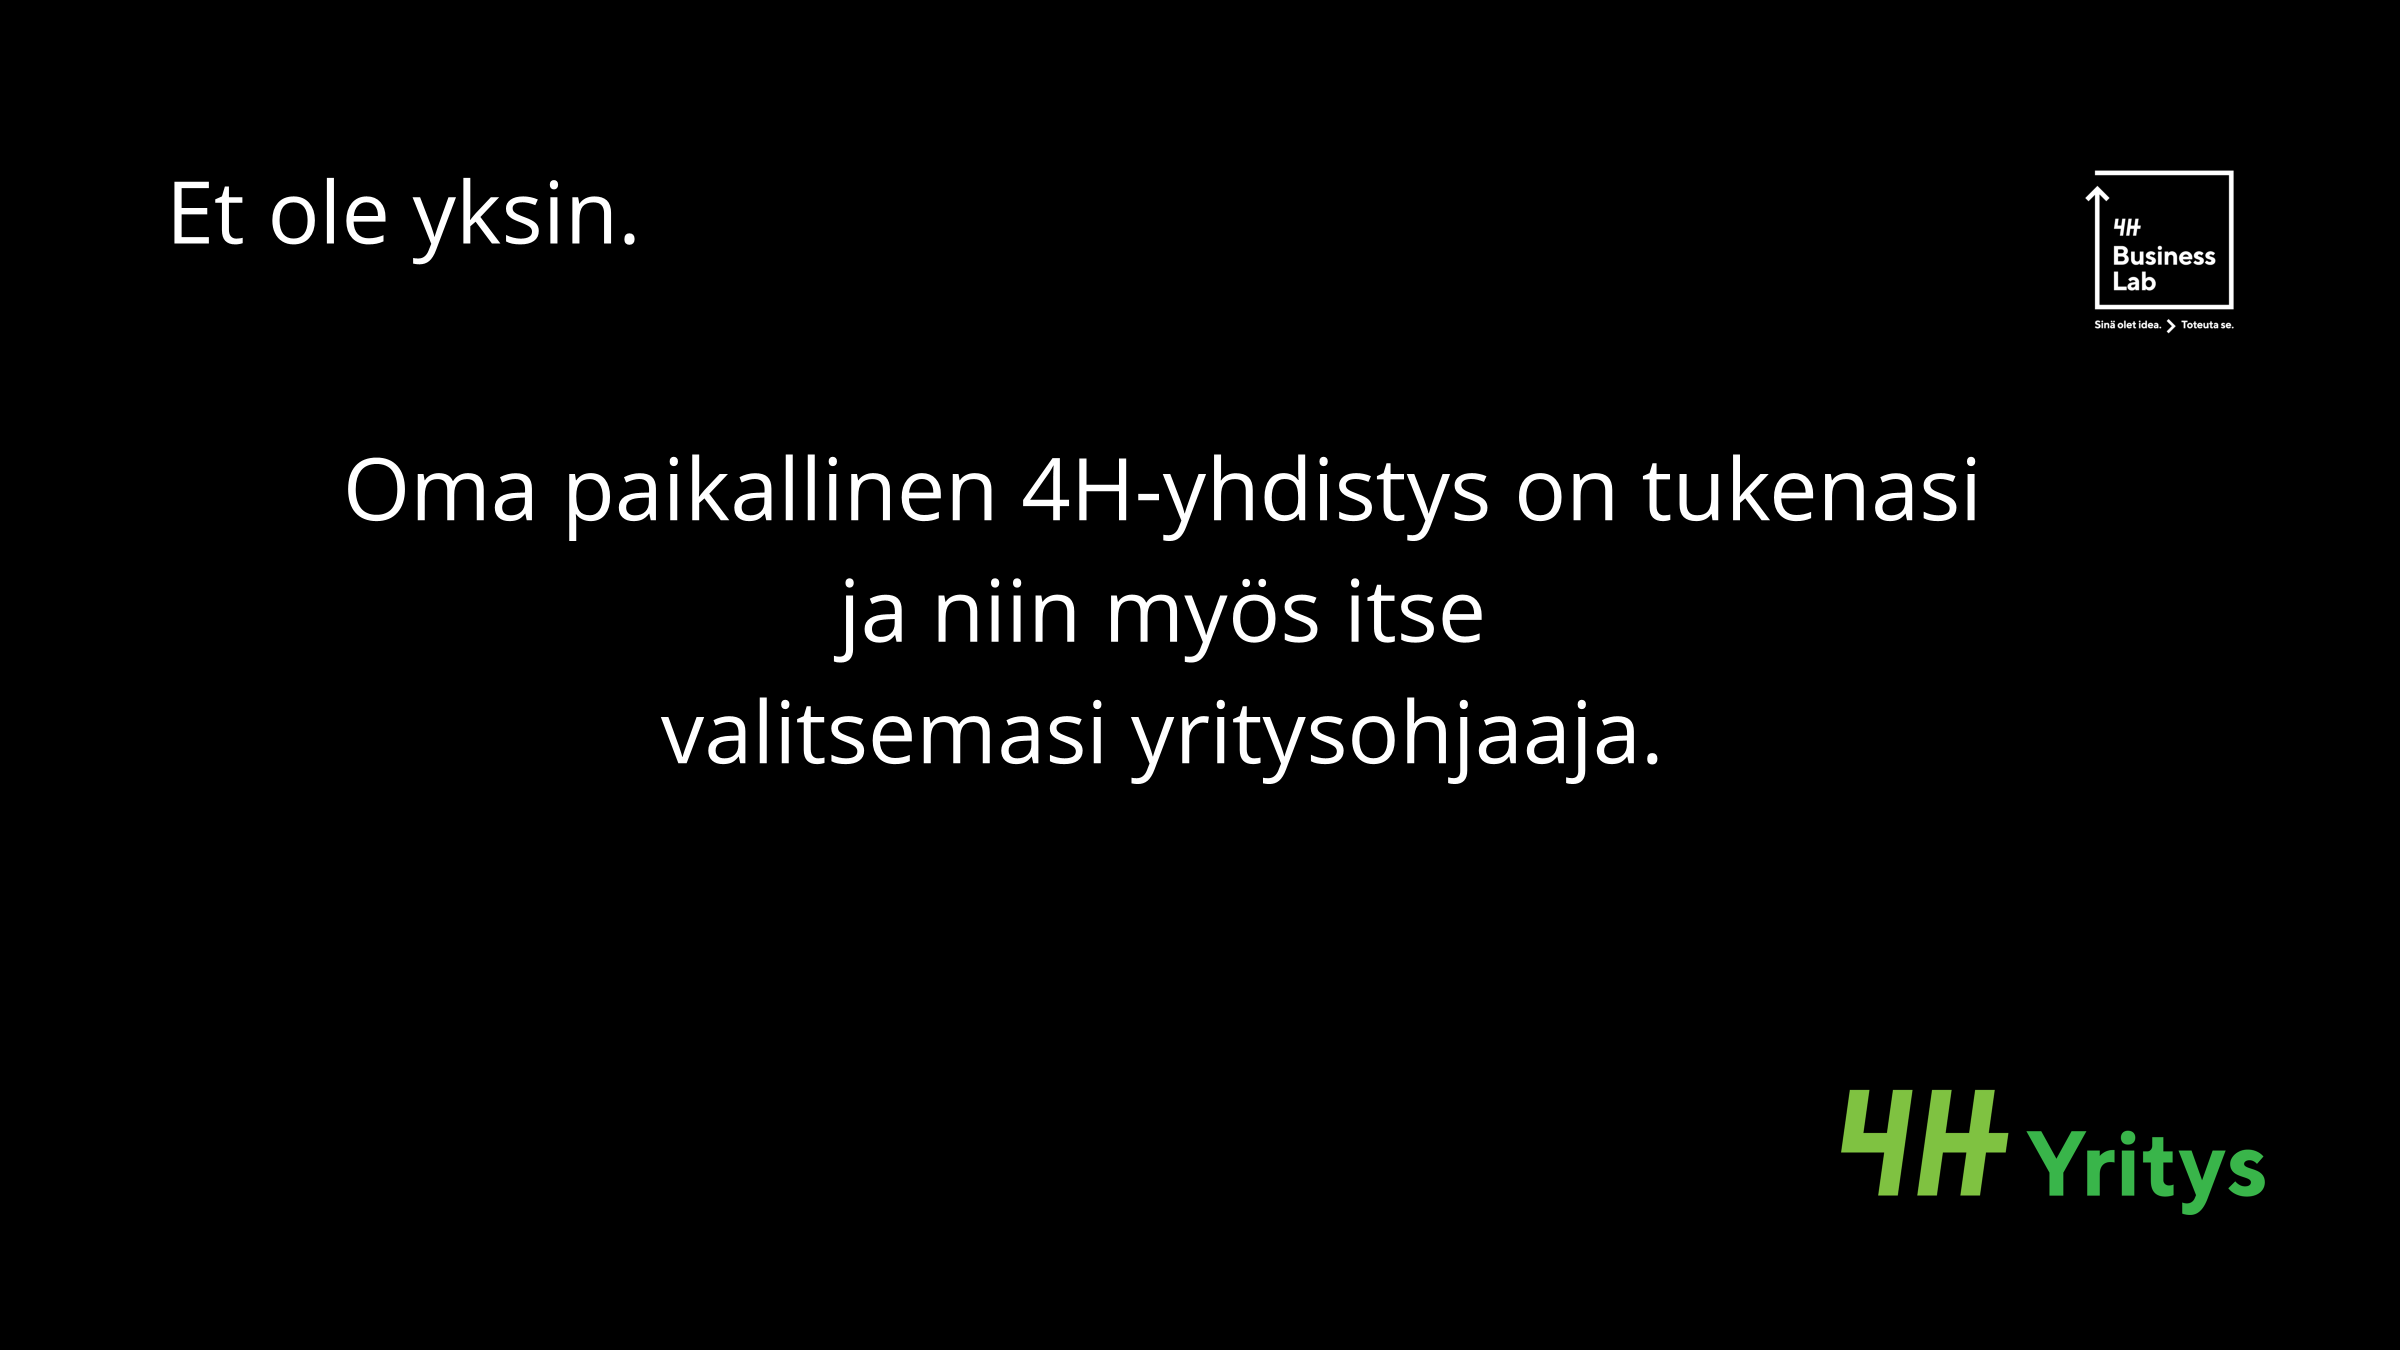 Et ole yksin.
4H
Business
Lab
Sinä olet idea. > Toteuta se.
Oma paikallinen 4H-yhdistys on tukenasi
ja niin myös itse
valitsemasi yritysohjaaja.
4H Yritys